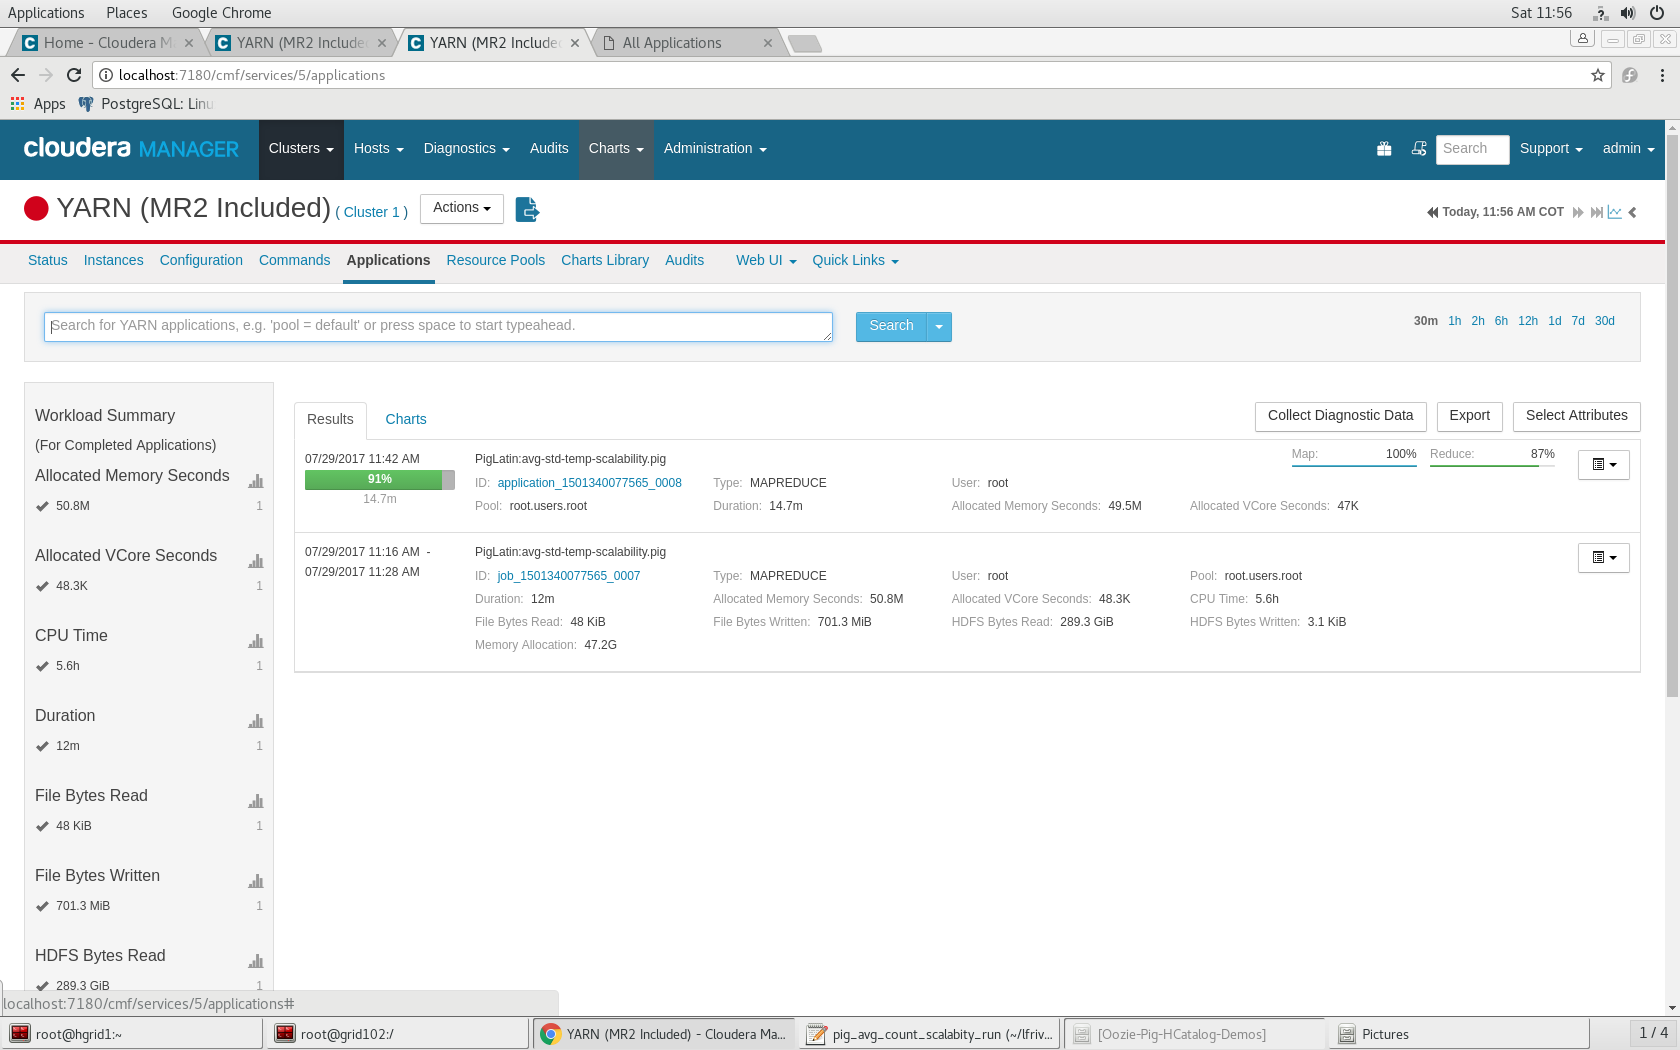 Applications Places Google Chrome Sat 11:56
Home - Cloudera M YARN (MR2 Include YARN (MR2 Include All Applications
localhost:7180/cmf/services/5/applications
Apps PostgreSQL: Linu
cloudera MANAGER Clusters Hosts Diagnostics Audits Charts Administration Search Support admin
YARN (MR2 Included) ( Cluster 1 ) Actions Today, 11:56 AM COT
Status Instances Configuration Commands Applications Resource Pools Charts Library Audits Web UI Quick Links
Search for YARN applications, e.g. 'pool = default' or press space to start typeahead. Search 30m 1h 2h 6h 12h 1d 7d 30d
Workload Summary
(For Completed Applications)
Allocated Memory Seconds
50.8M 1
Allocated VCore Seconds
48.3K 1
CPU Time
5.6h 1
Duration
12m 1
File Bytes Read
48 KiB 1
File Bytes Written
701.3 MiB 1
HDFS Bytes Read
289.3 GiB 1
Results Charts Collect Diagnostic Data Export Select Attributes
07/29/2017 11:42 AM PigLatin:avg-std-temp-scalability.pig Map: 100% Reduce: 87%
91% ID: application_1501340077565_0008 Type: MAPREDUCE User: root
14.7m Pool: root.users.root Duration: 14.7m Allocated Memory Seconds: 49.5M Allocated VCore Seconds: 47K
07/29/2017 11:16 AM - PigLatin:avg-std-temp-scalability.pig
07/29/2017 11:28 AM ID: job_1501340077565_0007 Type: MAPREDUCE User: root Pool: root.users.root
Duration: 12m Allocated Memory Seconds: 50.8M Allocated VCore Seconds: 48.3K CPU Time: 5.6h
File Bytes Read: 48 KiB File Bytes Written: 701.3 MiB HDFS Bytes Read: 289.3 GiB HDFS Bytes Written: 3.1 KiB
Memory Allocation: 47.2G
localhost:7180/cmf/services/5/applications#
root@hgrid1:~ root@grid102:/ YARN (MR2 Included) - Cloudera Ma... pig_avg_count_scalabity_run (~/lfriv... [Oozie-Pig-HCatalog-Demos] Pictures 1 / 4